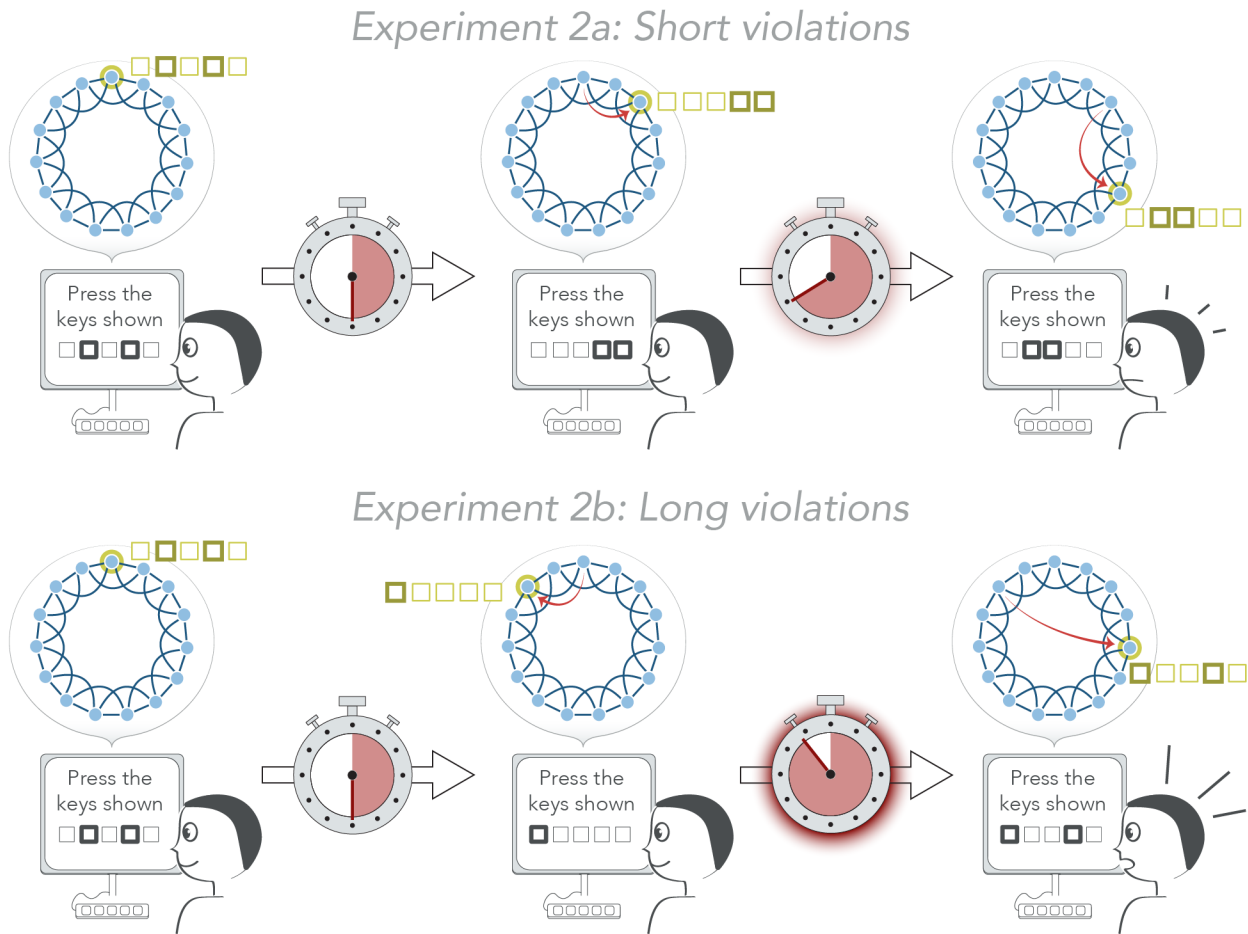 Experiment 2a: Short violations
Press the
keys shown
Press the
keys shown
Press the
keys shown
Experiment 2b: Long violations
Press the
keys shown
Press the
keys shown
Press the
keys shown